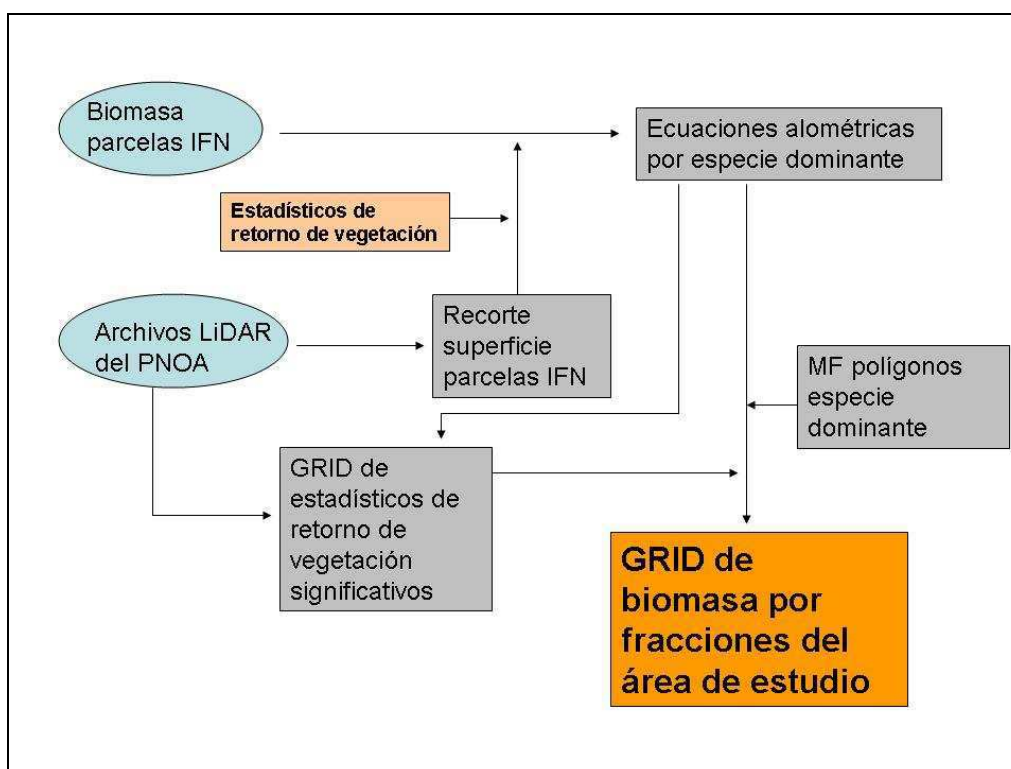 Biomasa
parcelas IFN
Ecuaciones alométricas
por especie dominante
Estadísticos de
retorno de vegetación
Archivos LiDAR
del PNOA
Recorte
superficie
parcelas IFN
MF polígonos
especie
dominante
GRID de
estadísticos de
retorno de
vegetación
significativos
GRID de
biomasa por
fracciones del
área de estudio